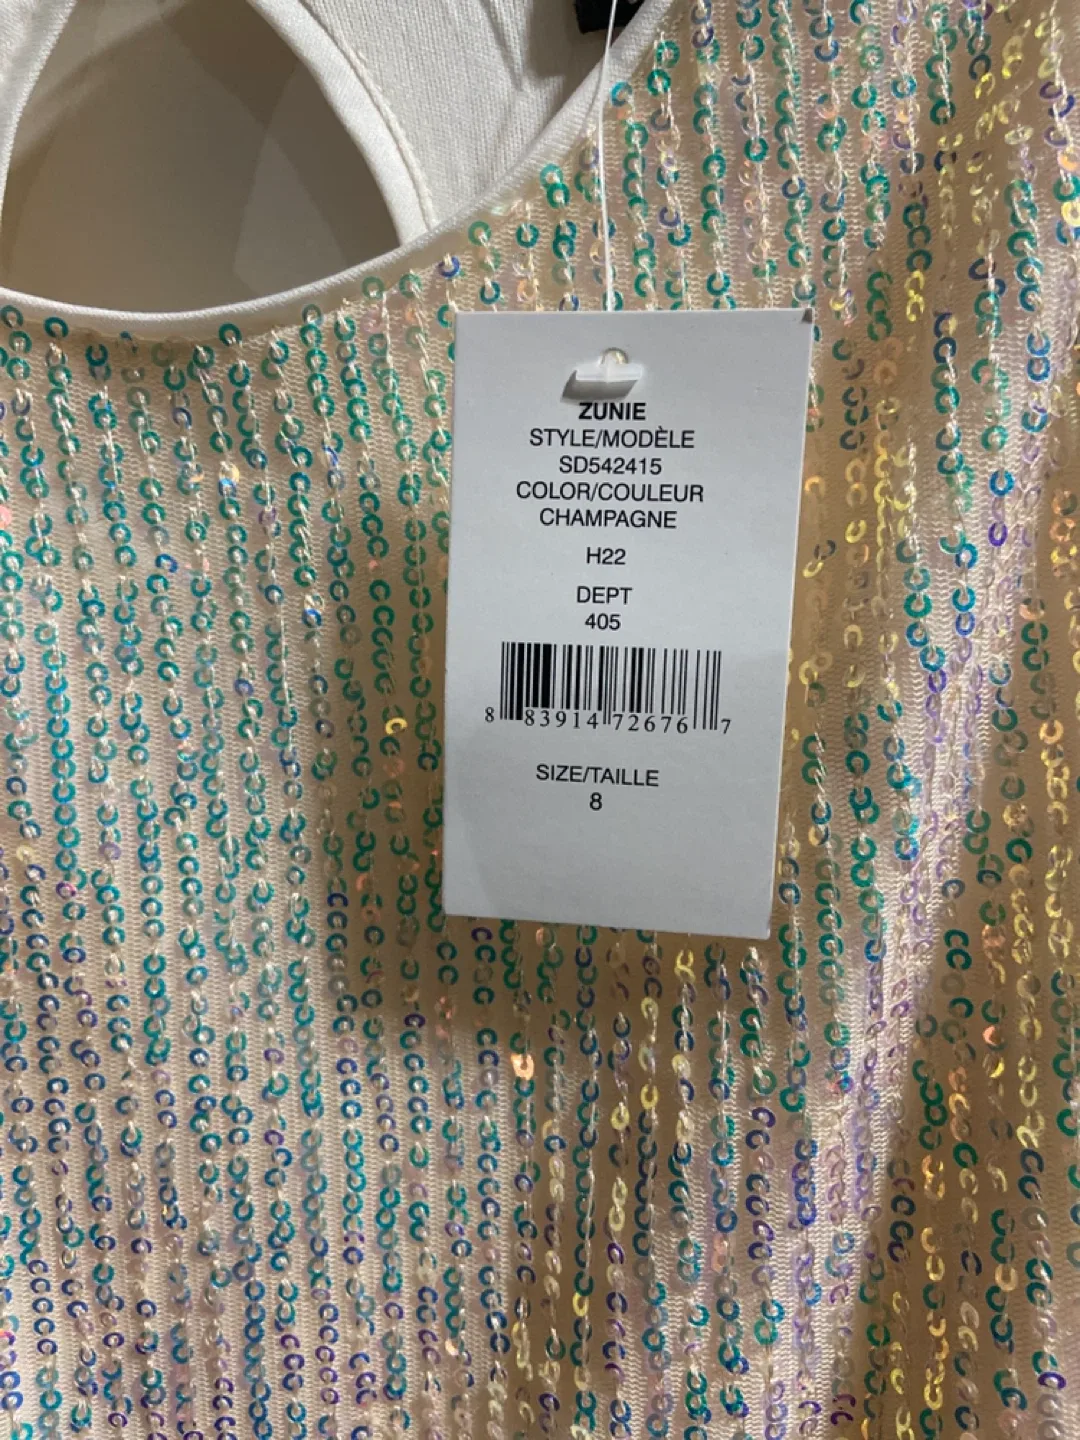 ZUNIE
STYLE/MODÈLE
SD542415
COLOR/COULEUR
CHAMPAGNE
H22
DEPT
405
8 83914 72676 7
SIZE/TAILLE
8